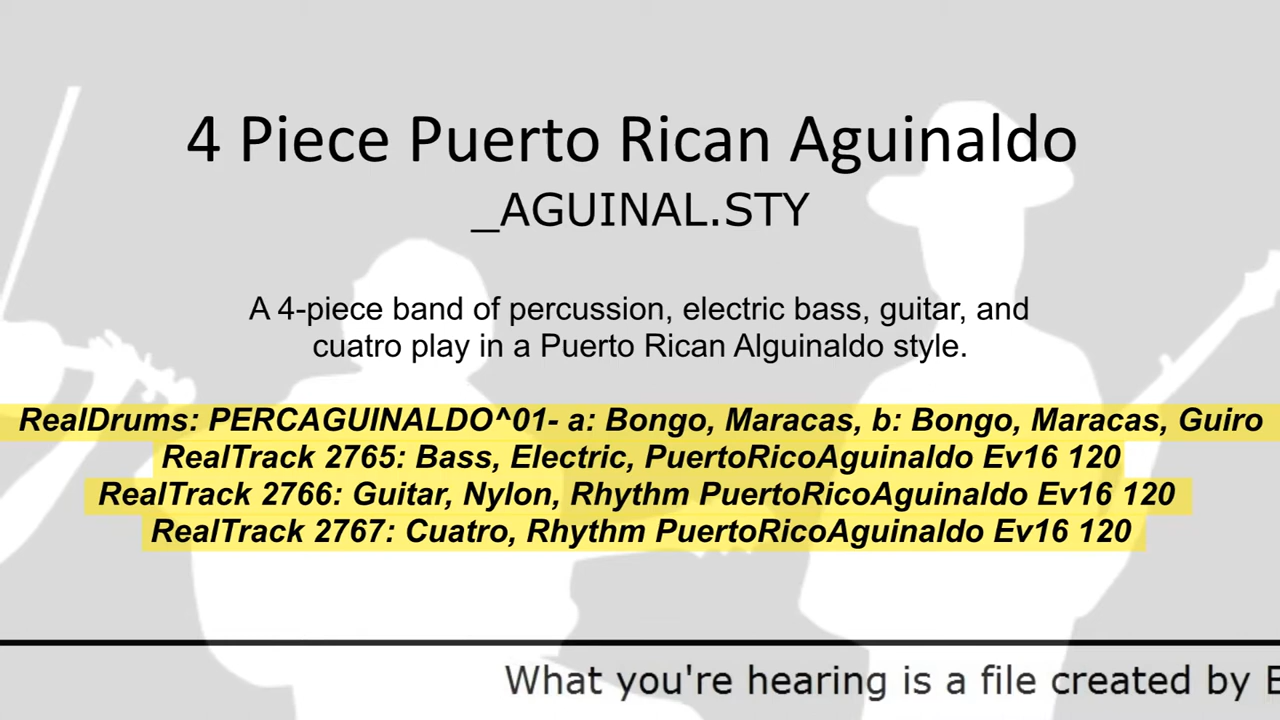 4 Piece Puerto Rican Aguinaldo
_AGUINAL.STY
A 4-piece band of percussion, electric bass, guitar, and
cuatro play in a Puerto Rican Alguinaldo style.
RealDrums: PERCAGUINALDO^01- a: Bongo, Maracas, b: Bongo, Maracas, Guiro
RealTrack 2765: Bass, Electric, PuertoRicoAguinaldo Ev16 120
RealTrack 2766: Guitar, Nylon, Rhythm PuertoRicoAguinaldo Ev16 120
RealTrack 2767: Cuatro, Rhythm PuertoRicoAguinaldo Ev16 120
What you're hearing is a file created by